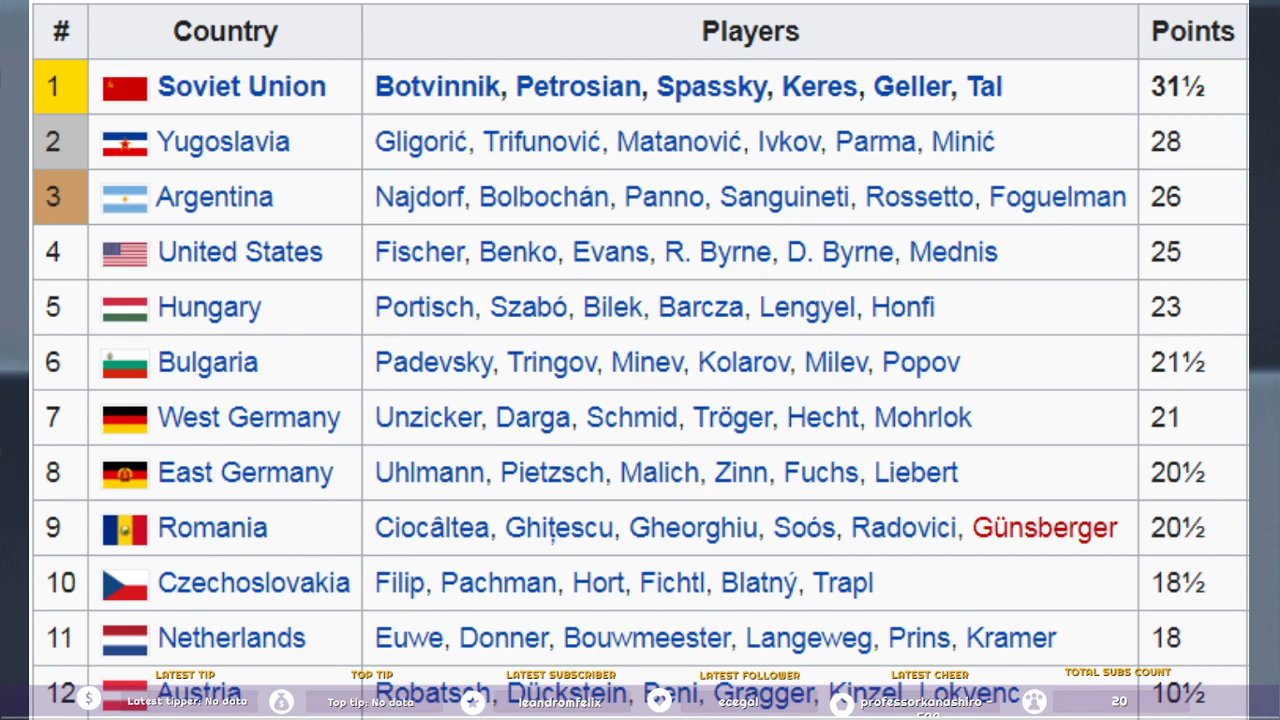 # Country Players Points
1 Soviet Union Botvinnik, Petrosian, Spassky, Keres, Geller, Tal 31½
2 Yugoslavia Gligorić, Trifunović, Matanović, Ivkov, Parma, Minić 28
3 Argentina Najdorf, Bolbochán, Panno, Sanguineti, Rossetto, Foguelman 26
4 United States Fischer, Benko, Evans, R. Byrne, D. Byrne, Mednis 25
5 Hungary Portisch, Szabó, Bilek, Barcza, Lengyel, Honfi 23
6 Bulgaria Padevsky, Tringov, Minev, Kolarov, Milev, Popov 21½
7 West Germany Unzicker, Darga, Schmid, Tröger, Hecht, Mohrlok 21
8 East Germany Uhlmann, Pietzsch, Malich, Zinn, Fuchs, Liebert 20½
9 Romania Ciocâltea, Ghițescu, Gheorghiu, Soós, Radovici, Günsberger 20½
10 Czechoslovakia Filip, Pachman, Hort, Fichtl, Blatný, Trapl 18½
11 Netherlands Euwe, Donner, Bouwmeester, Langeweg, Prins, Kramer 18
LATEST TIP TOP TIP LATEST SUBSCRIBER LATEST FOLLOWER LATEST CHEER TOTAL SUBS COUNT
12 Austria Robatsch, Dückstein, Beni, Gragger, Kinzel, Lokvenc 10½
Latest tipper: No data Top tip: No data leandromfelix ecegal professorkanashiro - 20